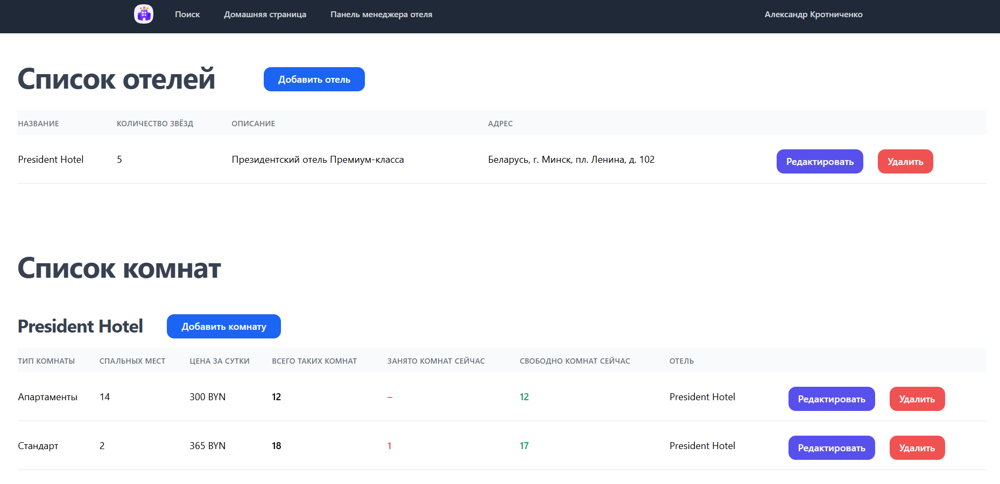 Поиск Домашняя страница Панель менеджера отеля Александр Кротниченко
Список отелей Добавить отель
НАЗВАНИЕ КОЛИЧЕСТВО ЗВЁЗД ОПИСАНИЕ АДРЕС
President Hotel 5 Президентский отель Премиум-класса Беларусь, г. Минск, пл. Ленина, д. 102 Редактировать Удалить
Список комнат
President Hotel Добавить комнату
ТИП КОМНАТЫ СПАЛЬНЫХ МЕСТ ЦЕНА ЗА СУТКИ ВСЕГО ТАКИХ КОМНАТ ЗАНЯТО КОМНАТ СЕЙЧАС СВОБОДНО КОМНАТ СЕЙЧАС ОТЕЛЬ
Апартаменты 14 300 BYN 12 – 12 President Hotel Редактировать Удалить
Стандарт 2 365 BYN 18 1 17 President Hotel Редактировать Удалить